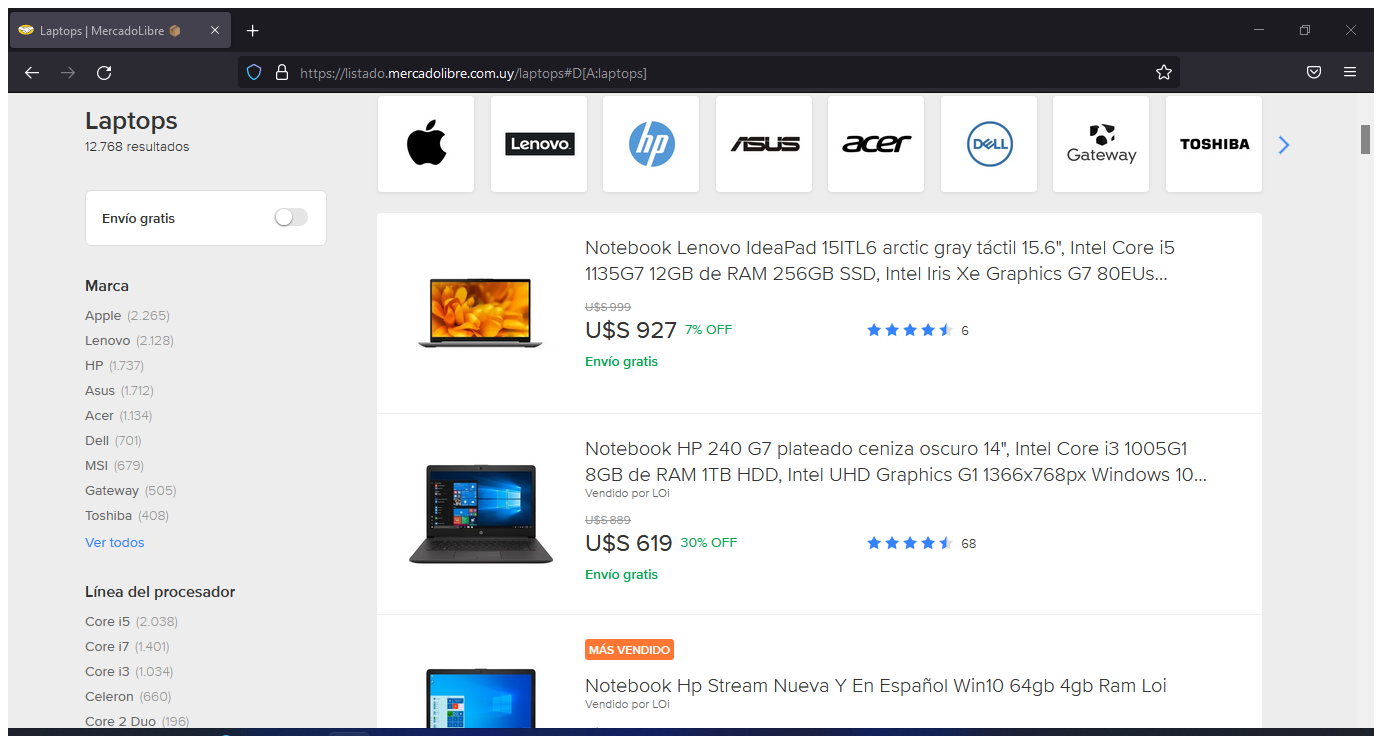 Laptops | MercadoLibre
https://listado.mercadolibre.com.uy/laptops#D[A:laptops]
Laptops
12.768 resultados
Lenovo.
hp
ASUS
acer
DELL
Gateway
TOSHIBA
Envío gratis
Marca
Apple (2.265)
Lenovo (2.128)
HP (1.737)
Asus (1.712)
Acer (1.134)
Dell (701)
MSI (679)
Gateway (505)
Toshiba (408)
Ver todos
Línea del procesador
Core i5 (2.038)
Core i7 (1.401)
Core i3 (1.034)
Celeron (660)
Core 2 Duo (196)
Notebook Lenovo IdeaPad 15ITL6 arctic gray táctil 15.6", Intel Core i5
1135G7 12GB de RAM 256GB SSD, Intel Iris Xe Graphics G7 80EUs...
U$S 999
U$S 927 7% OFF
6
Envío gratis
Notebook HP 240 G7 plateado ceniza oscuro 14", Intel Core i3 1005G1
8GB de RAM 1TB HDD, Intel UHD Graphics G1 1366x768px Windows 10...
Vendido por LOi
U$S 889
U$S 619 30% OFF
68
Envío gratis
MÁS VENDIDO
Notebook Hp Stream Nueva Y En Español Win10 64gb 4gb Ram Loi
Vendido por LOi